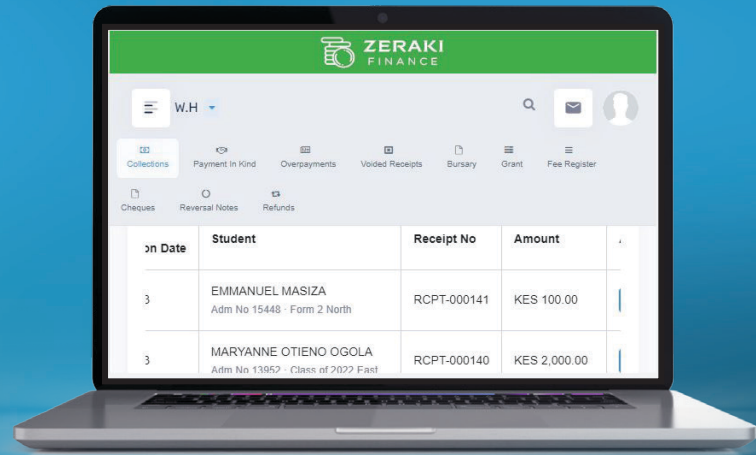 ZERAKI
FINANCE
W.H
Collections Payment In Kind Overpayments Voided Receipts Bursary Grant Fee Register
Cheques Reversal Notes Refunds
on Date Student Receipt No Amount
3 EMMANUEL MASIZA RCPT-000141 KES 100.00
Adm No 15448 · Form 2 North
3 MARYANNE OTIENO OGOLA RCPT-000140 KES 2,000.00
Adm No 13952 · Class of 2022 East